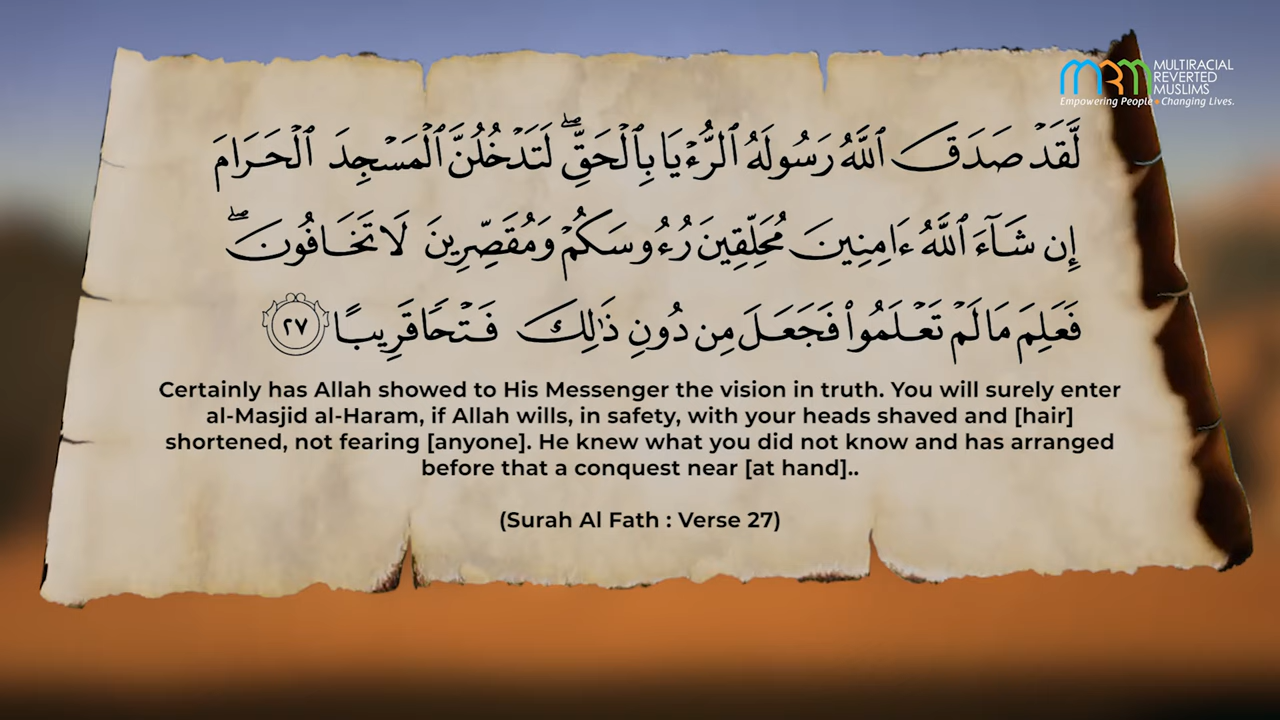 MULTIRACIAL
REVERTED
MUSLIMS
Empowering People • Changing Lives.
لَّقَدْ صَدَقَ ٱللَّهُ رَسُولَهُ ٱلرُّءْيَا بِٱلْحَقِّ ۖ لَتَدْخُلُنَّ ٱلْمَسْجِدَ ٱلْحَرَامَ
إِن شَآءَ ٱللَّهُ ءَامِنِينَ مُحَلِّقِينَ رُءُوسَكُمْ وَمُقَصِّرِينَ لَا تَخَافُونَ ۖ
فَعَلِمَ مَا لَمْ تَعْلَمُوا۟ فَجَعَلَ مِن دُونِ ذَٰلِكَ فَتْحًا قَرِيبًا ٢٧
Certainly has Allah showed to His Messenger the vision in truth. You will surely enter
al-Masjid al-Haram, if Allah wills, in safety, with your heads shaved and [hair]
shortened, not fearing [anyone]. He knew what you did not know and has arranged
before that a conquest near [at hand]..
(Surah Al Fath : Verse 27)